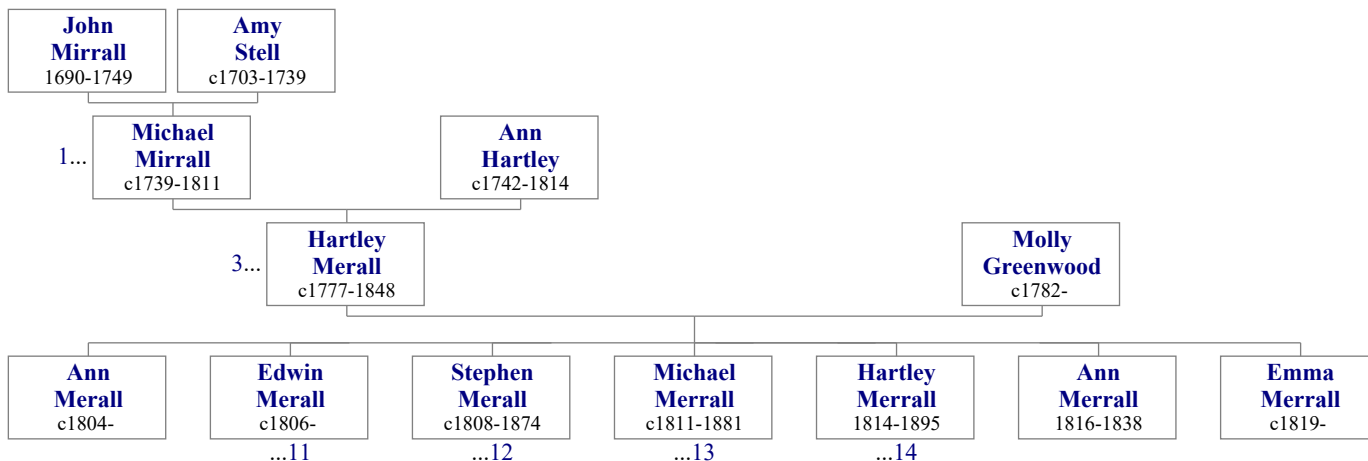 John
Mirrall
1690-1749
Amy
Stell
c1703-1739
1...
Michael
Mirrall
c1739-1811
Ann
Hartley
c1742-1814
3...
Hartley
Merall
c1777-1848
Molly
Greenwood
c1782-
Ann
Merall
c1804-
Edwin
Merall
c1806-
...11
Stephen
Merall
c1808-1874
...12
Michael
Merrall
c1811-1881
...13
Hartley
Merrall
1814-1895
...14
Ann
Merrall
1816-1838
Emma
Merrall
c1819-